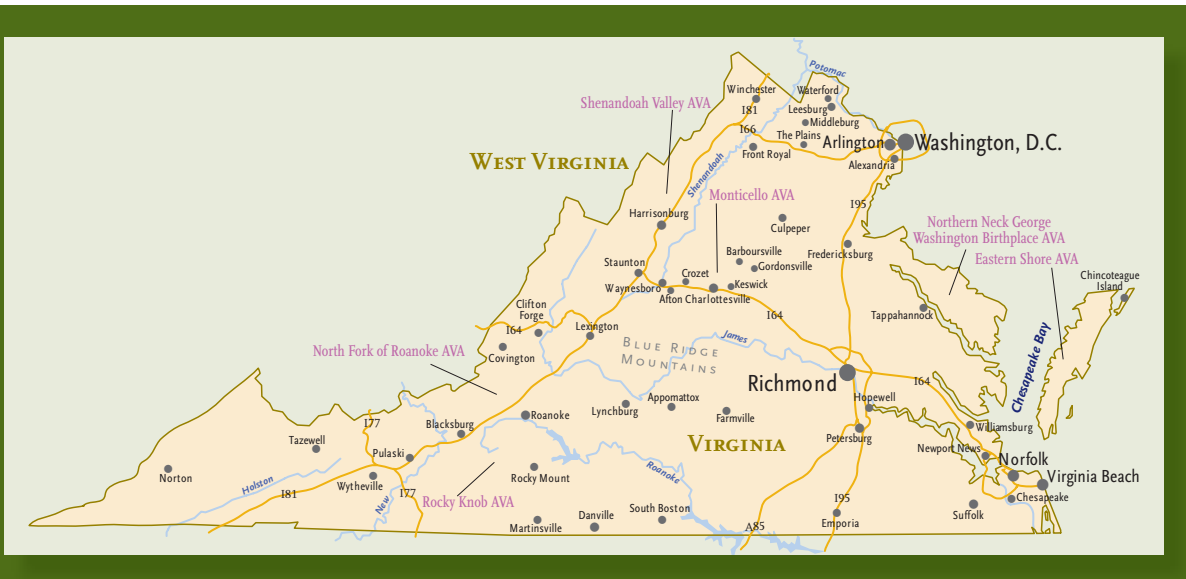 Potomac
Winchester
Waterford
Shenandoah Valley AVA
I81
Leesburg
Middleburg
I66
The Plains
Arlington
Washington, D.C.
WEST VIRGINIA
Front Royal
Alexandria
Shenandoah
Monticello AVA
I95
Harrisonburg
Culpeper
Northern Neck George
Washington Birthplace AVA
Barboursville
Fredericksburg
Eastern Shore AVA
Staunton
Gordonsville
Crozet
Chincoteague
Island
Waynesboro
Keswick
Afton
Charlottesville
Clifton
Forge
Tappahannock
I64
I64
Lexington
BLUE RIDGE
MOUNTAINS
James
North Fork of Roanoke AVA
Covington
Chesapeake Bay
Richmond
I64
Appomattox
Hopewell
Lynchburg
Roanoke
Farmville
I77
Blacksburg
Williamsburg
Tazewell
VIRGINIA
Petersburg
Pulaski
Newport News
Norfolk
Norton
Rocky Mount
Roanoke
Virginia Beach
Holston
Wytheville
I81
I77
New
Rocky Knob AVA
I95
Chesapeake
South Boston
Suffolk
Danville
Martinsville
A85
Emporia